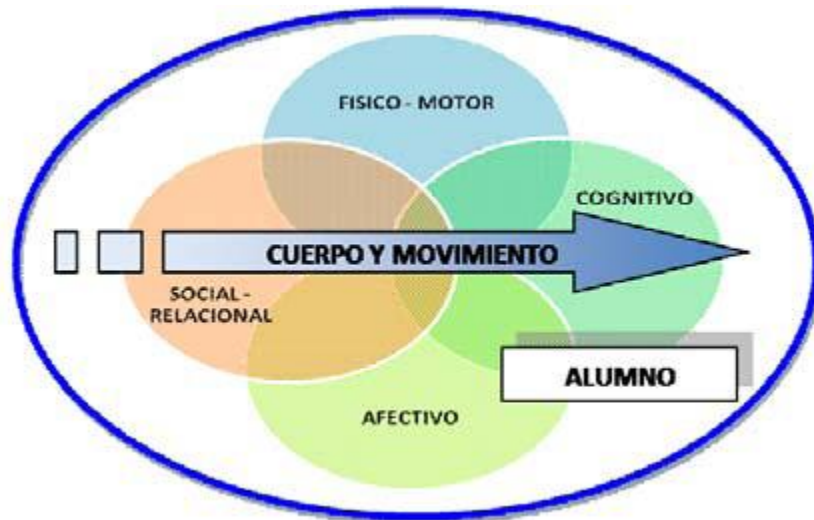 FISICO - MOTOR
COGNITIVO
CUERPO Y MOVIMIENTO
SOCIAL -
RELACIONAL
ALUMNO
AFECTIVO